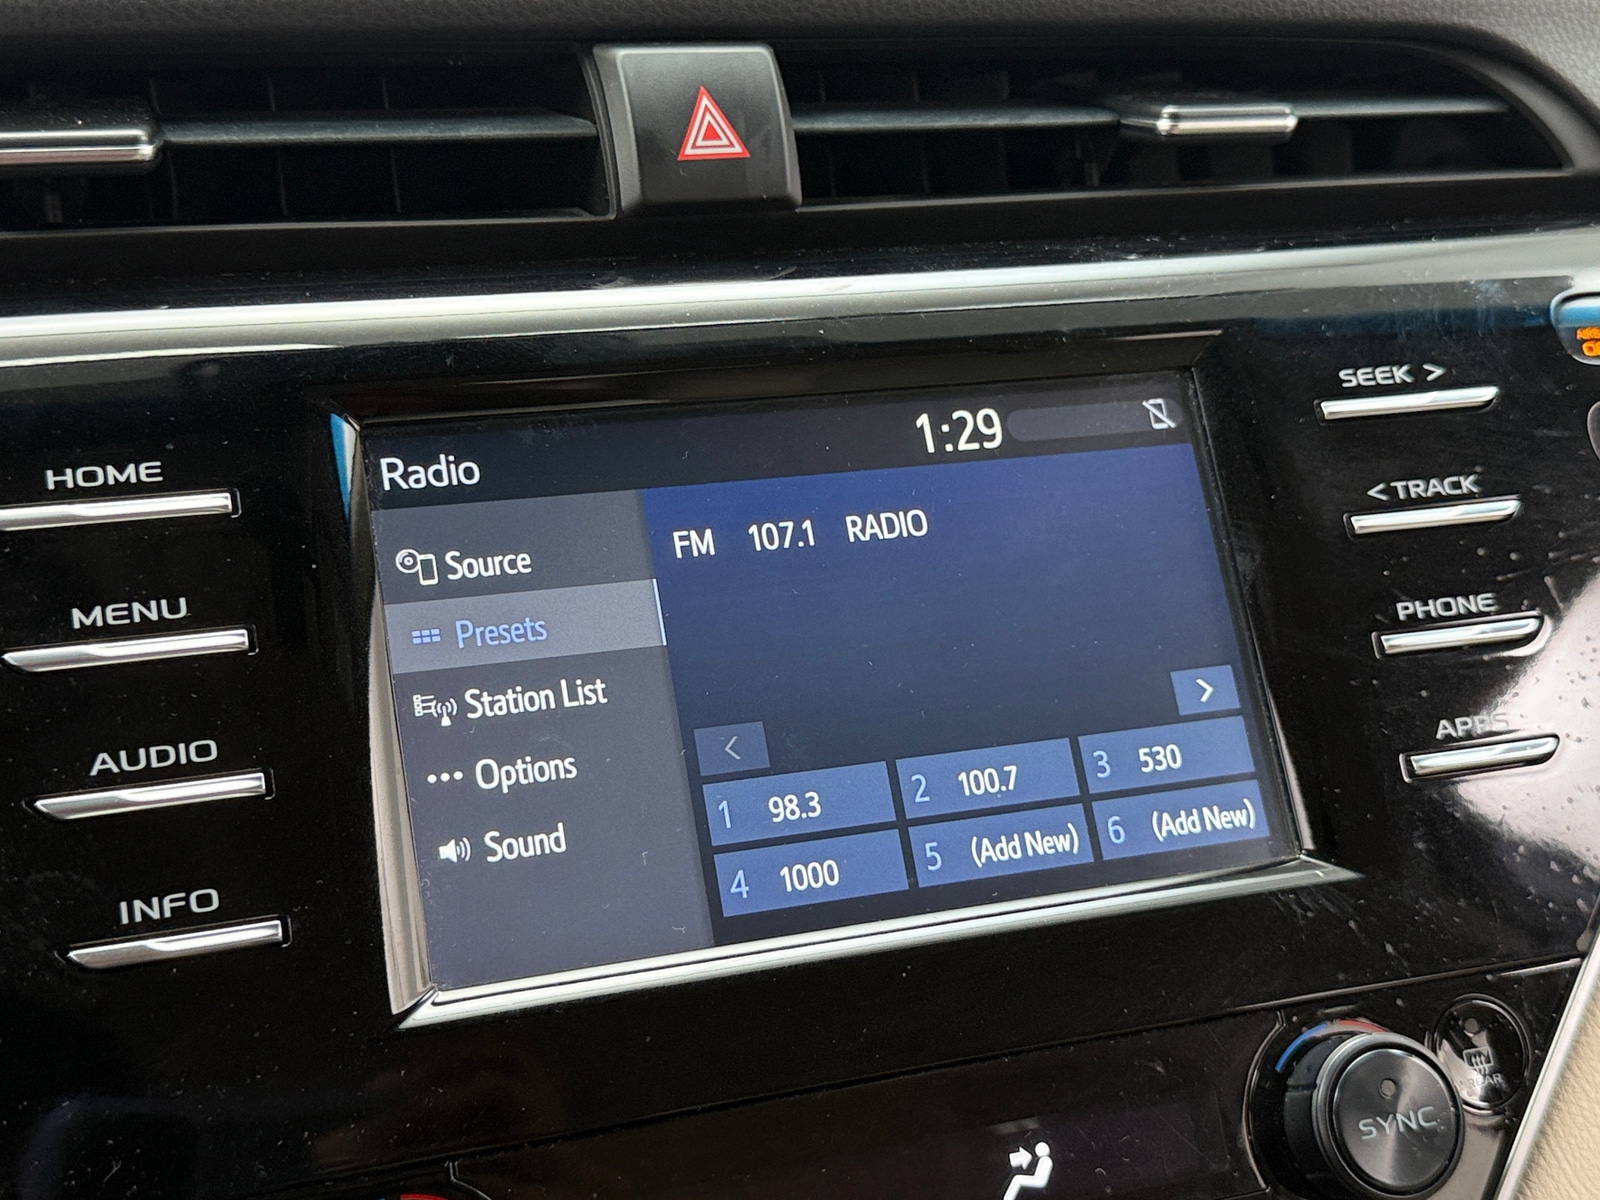 HOME
MENU
AUDIO
INFO
Radio
1:29
Source
Presets
Station List
Options
Sound
FM 107.1 RADIO
<
>
1 98.3
2 100.7
3 530
4 1000
5 (Add New)
6 (Add New)
SEEK >
< TRACK
PHONE
APPS
SYNC
REAR